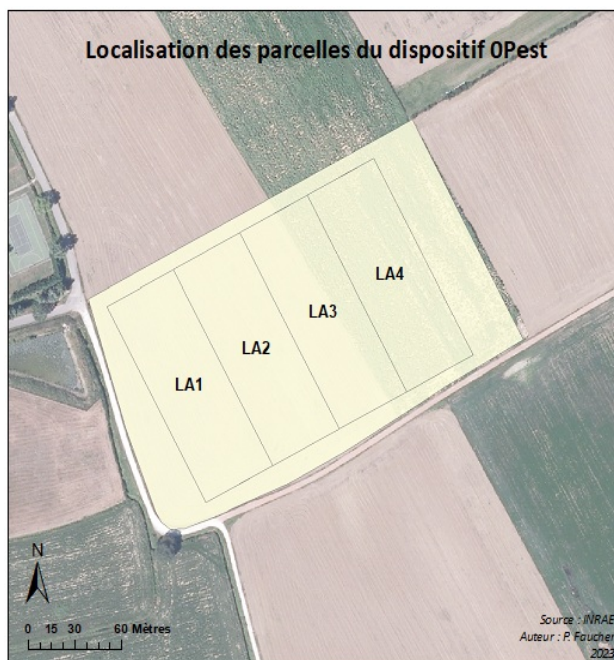 Localisation des parcelles du dispositif 0Pest
LA4
LA3
LA2
LA1
N
0 15 30 60 Mètres
Source : INRAE
Auteur : P. Faucher
2023